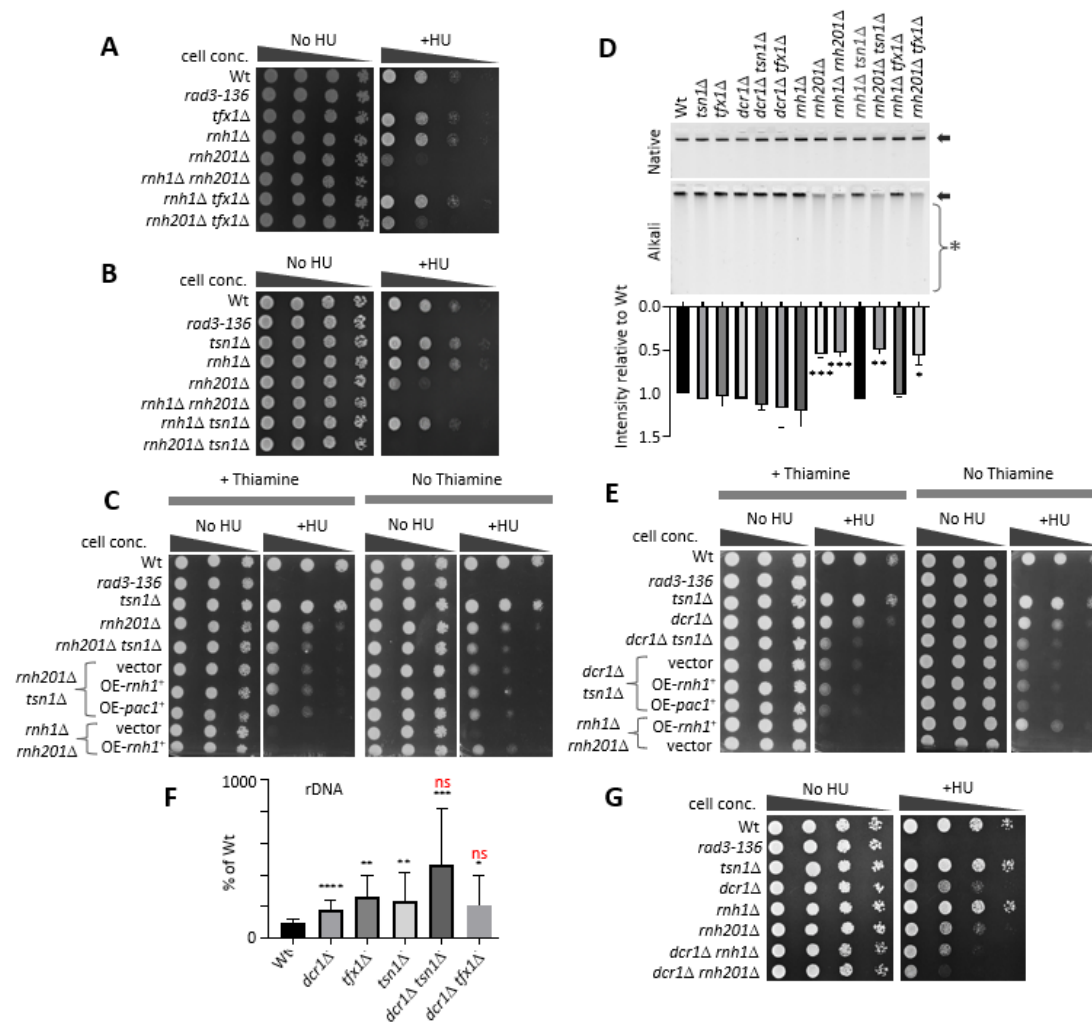 A
No HU
+HU
cell conc.
Wt
rad3-136
tfx1Δ
rnh1Δ
rnh201Δ
rnh1Δ rnh201Δ
rnh1Δ tfx1Δ
rnh201Δ tfx1Δ
B
No HU
+HU
cell conc.
Wt
rad3-136
tsn1Δ
rnh1Δ
rnh201Δ
rnh1Δ rnh201Δ
rnh1Δ tsn1Δ
rnh201Δ tsn1Δ
D
Wt
tsn1Δ
tfx1Δ
dcr1Δ
dcr1Δ tsn1Δ
dcr1Δ tfx1Δ
rnh1Δ
rnh201Δ
rnh1Δ rnh201Δ
rnh1Δ tsn1Δ
rnh201Δ tsn1Δ
rnh1Δ tfx1Δ
rnh201Δ tfx1Δ
Native
Alkali
*
Intensity relative to Wt
0.0
0.5
1.0
1.5
***
***
**
*
C
+ Thiamine
No Thiamine
No HU
+HU
No HU
+HU
cell conc.
Wt
rad3-136
tsn1Δ
rnh201Δ
rnh201Δ tsn1Δ
rnh201Δ
tsn1Δ
vector
OE-rnh1⁺
OE-pac1⁺
rnh1Δ
rnh201Δ
vector
OE-rnh1⁺
E
+ Thiamine
No Thiamine
No HU
+HU
No HU
+HU
cell conc.
Wt
rad3-136
tsn1Δ
dcr1Δ
dcr1Δ tsn1Δ
dcr1Δ
tsn1Δ
vector
OE-rnh1⁺
OE-pac1⁺
rnh1Δ
rnh201Δ
OE-rnh1⁺
vector
F
rDNA
% of Wt
1000
0
****
**
**
ns
***
ns
*
Wt
dcr1Δ
tfx1Δ
tsn1Δ
dcr1Δ tsn1Δ
dcr1Δ tfx1Δ
G
No HU
+HU
cell conc.
Wt
rad3-136
tsn1Δ
dcr1Δ
rnh1Δ
rnh201Δ
dcr1Δ rnh1Δ
dcr1Δ rnh201Δ